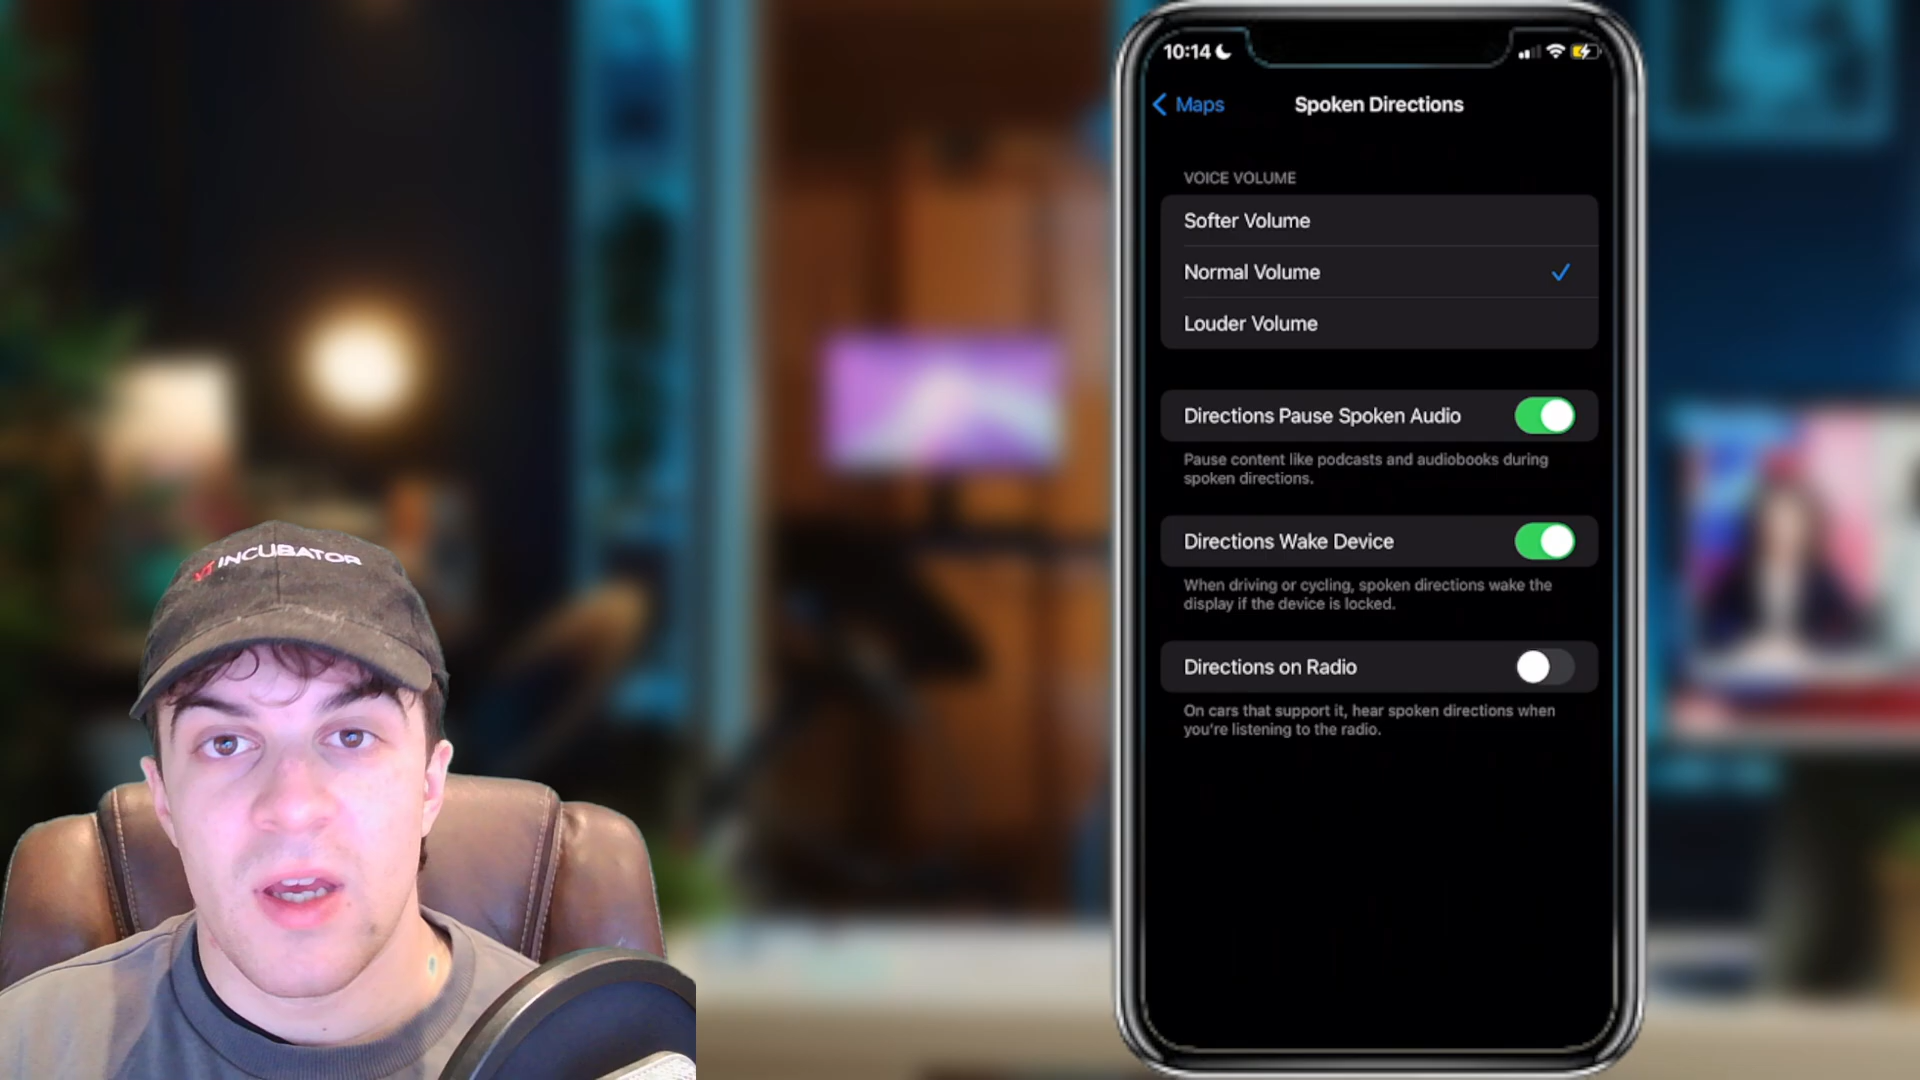 10:14
Maps
Spoken Directions
VOICE VOLUME
Softer Volume
Normal Volume
Louder Volume
Directions Pause Spoken Audio
Pause content like podcasts and audiobooks during
spoken directions.
Directions Wake Device
When driving or cycling, spoken directions wake the
display if the device is locked.
Directions on Radio
On cars that support it, hear spoken directions when
you're listening to the radio.
YT INCUBATOR